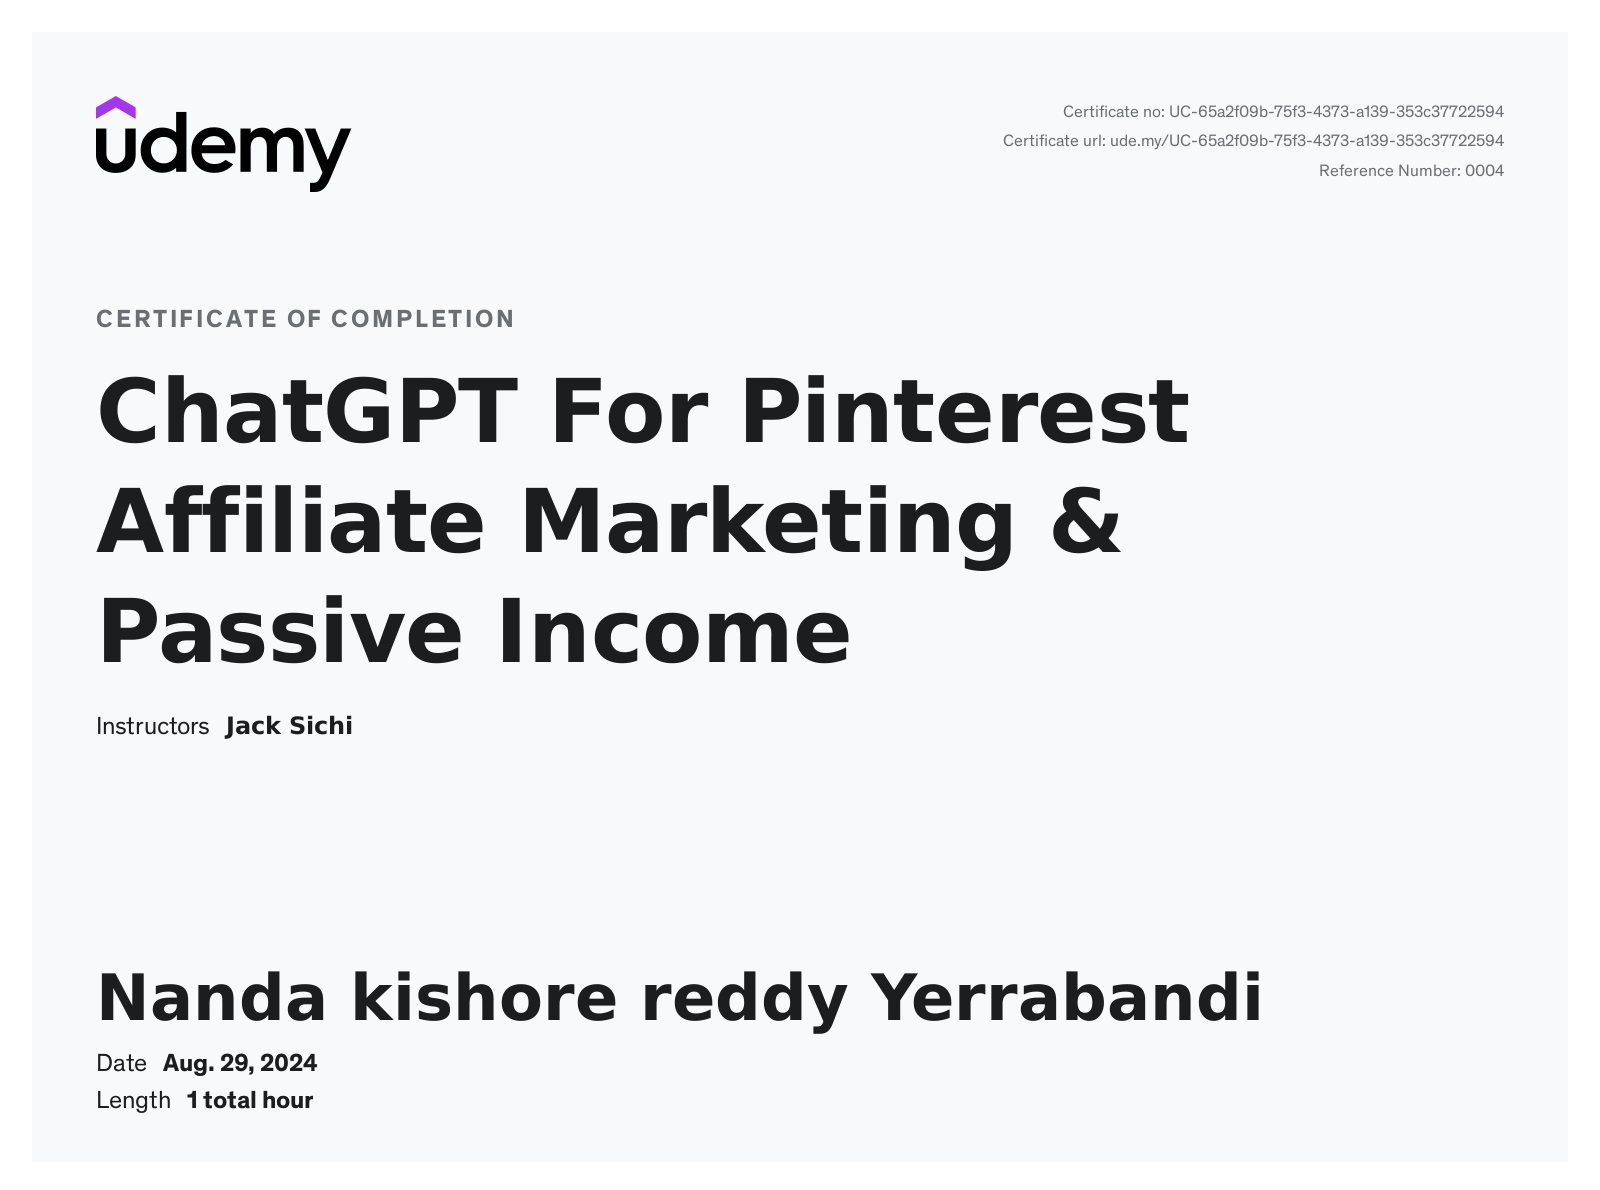 udemy
Certificate no: UC-65a2f09b-75f3-4373-a139-353c37722594
Certificate url: ude.my/UC-65a2f09b-75f3-4373-a139-353c37722594
Reference Number: 0004
CERTIFICATE OF COMPLETION
ChatGPT For Pinterest
Affiliate Marketing &
Passive Income
Instructors Jack Sichi
Nanda kishore reddy Yerrabandi
Date Aug. 29, 2024
Length 1 total hour